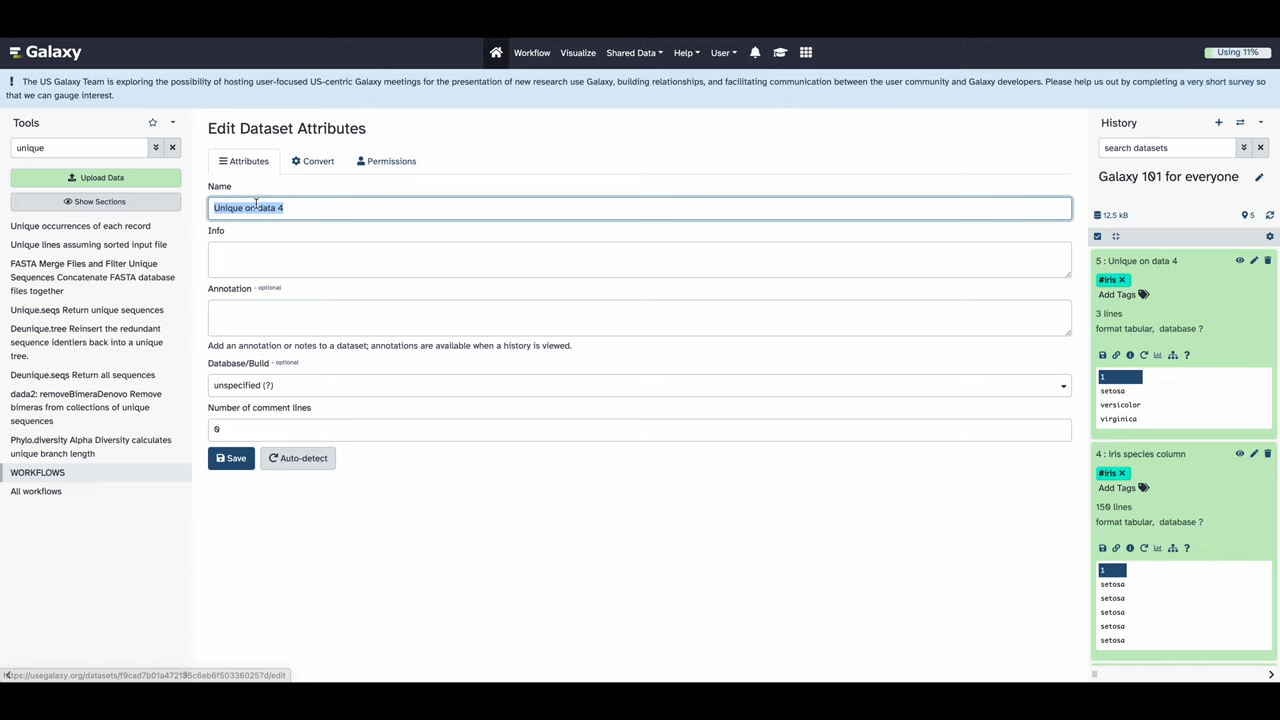 Galaxy
Workflow Visualize Shared Data Help User
Using 11%
! The US Galaxy Team is exploring the possibility of hosting user-focused US-centric Galaxy meetings for the presentation of new research use Galaxy, building relationships, and facilitating communication between the user community and Galaxy developers. Please help us out by completing a very short survey so
that we can gauge interest.
Tools
unique
Upload Data
Show Sections
Unique occurrences of each record
Unique lines assuming sorted input file
FASTA Merge Files and Filter Unique
Sequences Concatenate FASTA database
files together
Unique.seqs Return unique sequences
Deunique.tree Reinsert the redundant
sequence identiers back into a unique
tree.
Deunique.seqs Return all sequences
dada2: removeBimeraDenovo Remove
bimeras from collections of unique
sequences
Phylo.diversity Alpha Diversity calculates
unique branch length
WORKFLOWS
All workflows
Edit Dataset Attributes
Attributes Convert Permissions
Name
Unique on data 4
Info
Annotation - optional
Add an annotation or notes to a dataset; annotations are available when a history is viewed.
Database/Build - optional
unspecified (?)
Number of comment lines
0
Save Auto-detect
History
search datasets
Galaxy 101 for everyone
12.5 kB 5
5 : Unique on data 4
#iris
Add Tags
3 lines
format tabular, database ?
1
setosa
versicolor
virginica
4 : iris species column
#iris
Add Tags
150 lines
format tabular, database ?
1
setosa
setosa
setosa
setosa
setosa